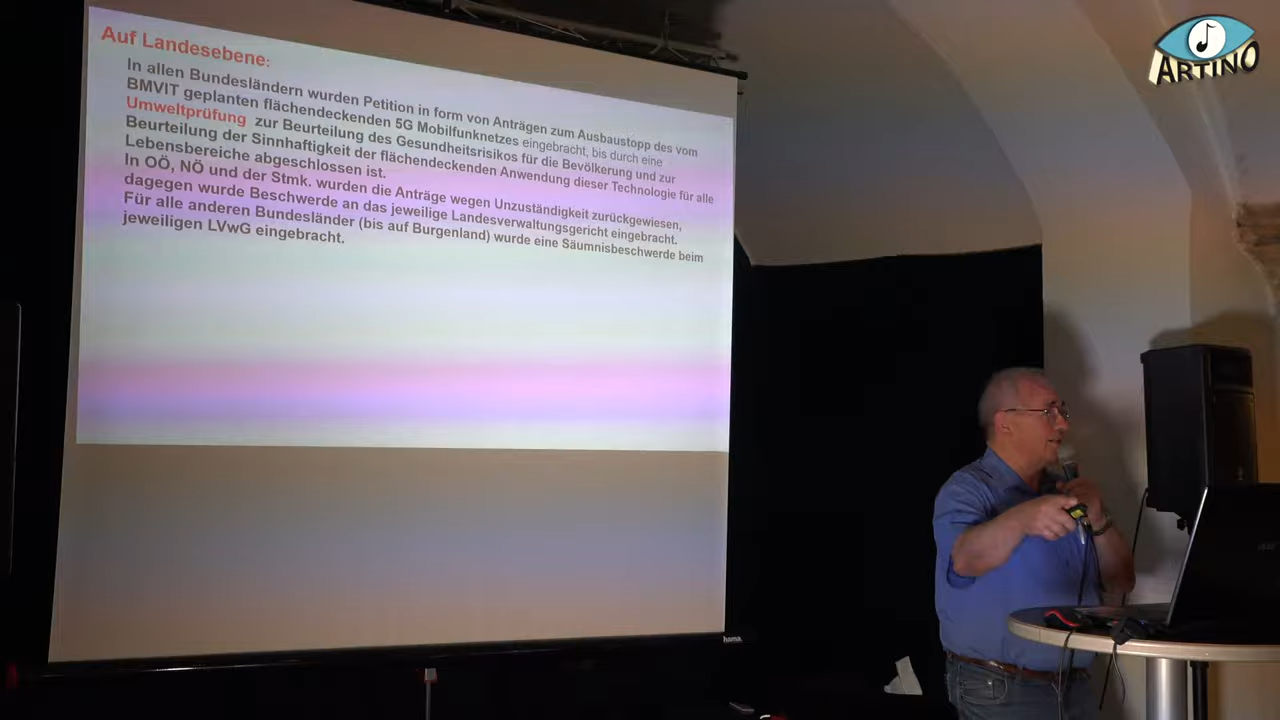 Auf Landesebene:
In allen Bundesländern wurden Petition in form von Anträgen zum Ausbaustopp des vom
BMVIT geplanten flächendeckenden 5G Mobilfunknetzes eingebracht, bis durch eine
Umweltprüfung zur Beurteilung des Gesundheitsrisikos für die Bevölkerung und zur
Beurteilung der Sinnhaftigkeit der flächendeckenden Anwendung dieser Technologie für alle
Lebensbereiche abgeschlossen ist.
In OÖ, NÖ und der Stmk. wurden die Anträge wegen Unzuständigkeit zurückgewiesen,
dagegen wurde Beschwerde an das jeweilige Landesverwaltungsgericht eingebracht.
Für alle anderen Bundesländer (bis auf Burgenland) wurde eine Säumnisbeschwerde beim
jeweiligen LVwG eingebracht.
ARTINO
hama.